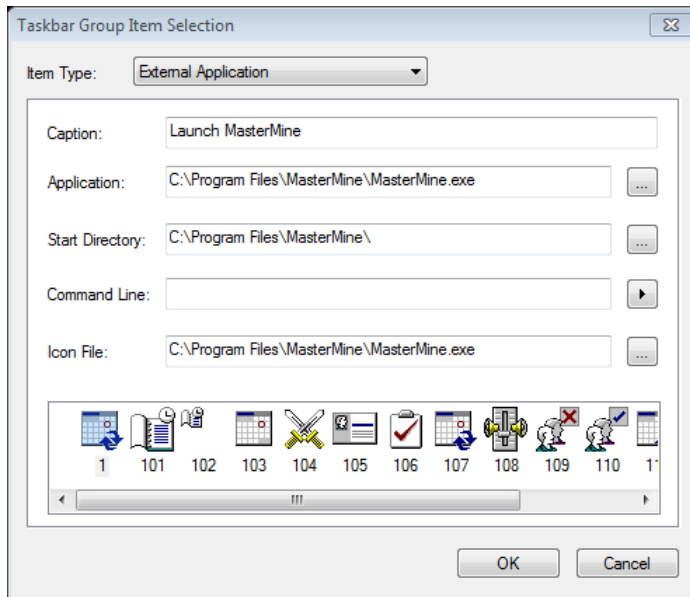 Taskbar Group Item Selection
Item Type: External Application
Caption: Launch MasterMine
Application: C:\Program Files\MasterMine\MasterMine.exe ...
Start Directory: C:\Program Files\MasterMine\ ...
Command Line:
Icon File: C:\Program Files\MasterMine\MasterMine.exe ...
1 101 102 103 104 105 106 107 108 109 110 11
OK Cancel